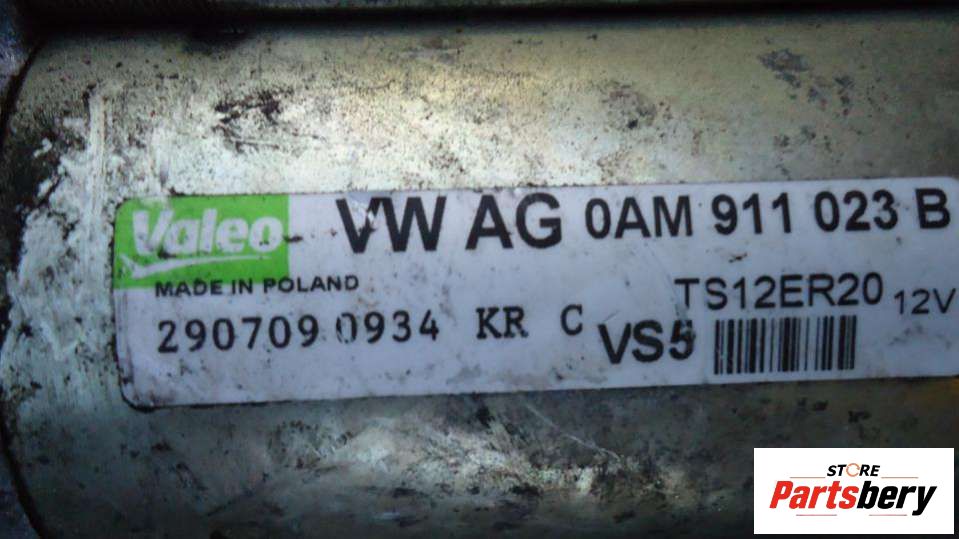 Valeo VW AG 0AM 911 023 B
MADE IN POLAND TS12ER20 12V
290709 0934 KR C VS5
STORE
Partsbery